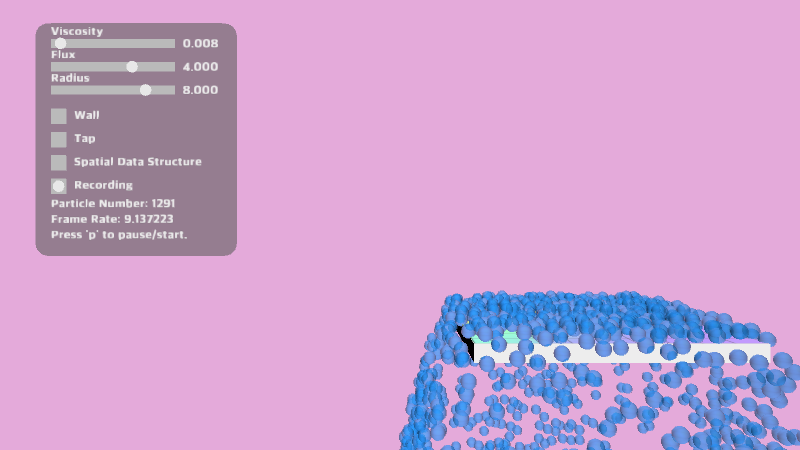 Viscosity
0.008
Flux
4.000
Radius
8.000
Wall
Tap
Spatial Data Structure
Recording
Particle Number: 1291
Frame Rate: 9.137223
Press 'p' to pause/start.